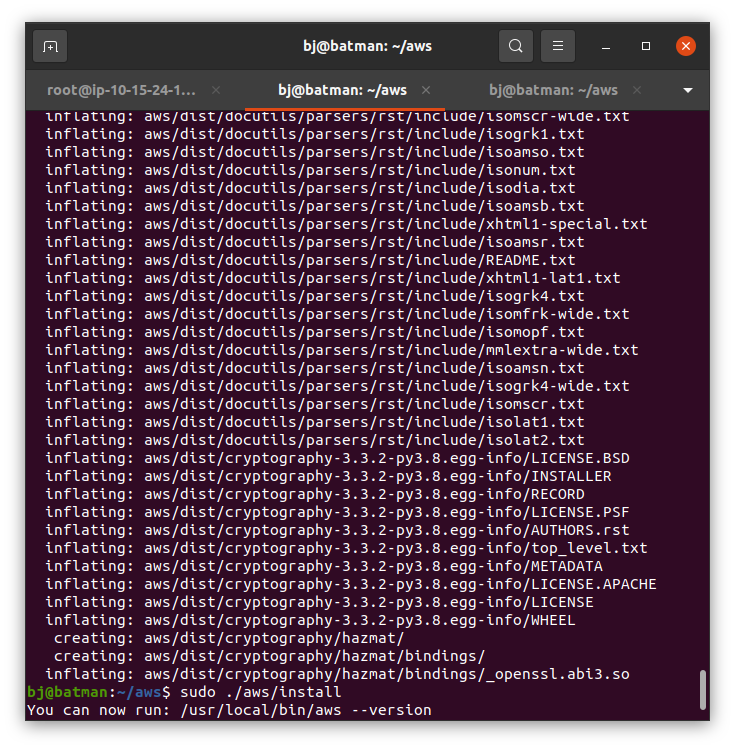 bj@batman: ~/aws
root@ip-10-15-24-1... × bj@batman: ~/aws × bj@batman: ~/aws ×
inflating: aws/dist/docutils/parsers/rst/include/isomscr-wide.txt
inflating: aws/dist/docutils/parsers/rst/include/isogrk1.txt
inflating: aws/dist/docutils/parsers/rst/include/isoamso.txt
inflating: aws/dist/docutils/parsers/rst/include/isonum.txt
inflating: aws/dist/docutils/parsers/rst/include/isodia.txt
inflating: aws/dist/docutils/parsers/rst/include/isoamsb.txt
inflating: aws/dist/docutils/parsers/rst/include/xhtml1-special.txt
inflating: aws/dist/docutils/parsers/rst/include/isoamsr.txt
inflating: aws/dist/docutils/parsers/rst/include/README.txt
inflating: aws/dist/docutils/parsers/rst/include/xhtml1-lat1.txt
inflating: aws/dist/docutils/parsers/rst/include/isogrk4.txt
inflating: aws/dist/docutils/parsers/rst/include/isomfrk-wide.txt
inflating: aws/dist/docutils/parsers/rst/include/isomopf.txt
inflating: aws/dist/docutils/parsers/rst/include/mmlextra-wide.txt
inflating: aws/dist/docutils/parsers/rst/include/isoamsn.txt
inflating: aws/dist/docutils/parsers/rst/include/isogrk4-wide.txt
inflating: aws/dist/docutils/parsers/rst/include/isomscr.txt
inflating: aws/dist/docutils/parsers/rst/include/isolat1.txt
inflating: aws/dist/docutils/parsers/rst/include/isolat2.txt
inflating: aws/dist/cryptography-3.3.2-py3.8.egg-info/LICENSE.BSD
inflating: aws/dist/cryptography-3.3.2-py3.8.egg-info/INSTALLER
inflating: aws/dist/cryptography-3.3.2-py3.8.egg-info/RECORD
inflating: aws/dist/cryptography-3.3.2-py3.8.egg-info/LICENSE.PSF
inflating: aws/dist/cryptography-3.3.2-py3.8.egg-info/AUTHORS.rst
inflating: aws/dist/cryptography-3.3.2-py3.8.egg-info/top_level.txt
inflating: aws/dist/cryptography-3.3.2-py3.8.egg-info/METADATA
inflating: aws/dist/cryptography-3.3.2-py3.8.egg-info/LICENSE.APACHE
inflating: aws/dist/cryptography-3.3.2-py3.8.egg-info/LICENSE
inflating: aws/dist/cryptography-3.3.2-py3.8.egg-info/WHEEL
creating: aws/dist/cryptography/hazmat/
creating: aws/dist/cryptography/hazmat/bindings/
inflating: aws/dist/cryptography/hazmat/bindings/_openssl.abi3.so
bj@batman:~/aws$ sudo ./aws/install
You can now run: /usr/local/bin/aws --version